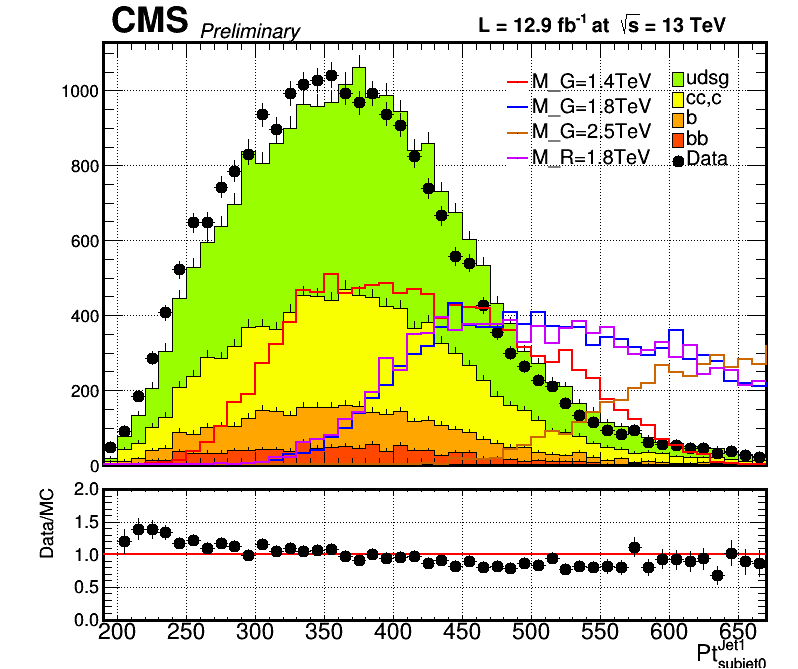 CMS Preliminary L = 12.9 fb⁻¹ at √s = 13 TeV
M_G=1.4TeV
M_G=1.8TeV
M_G=2.5TeV
M_R=1.8TeV
udsg
cc,c
b
bb
Data
1000
800
600
400
200
0
Data/MC
2.0
1.5
1.0
0.5
0.0
200 250 300 350 400 450 500 550 600 650
Pt Jet1 subjet0